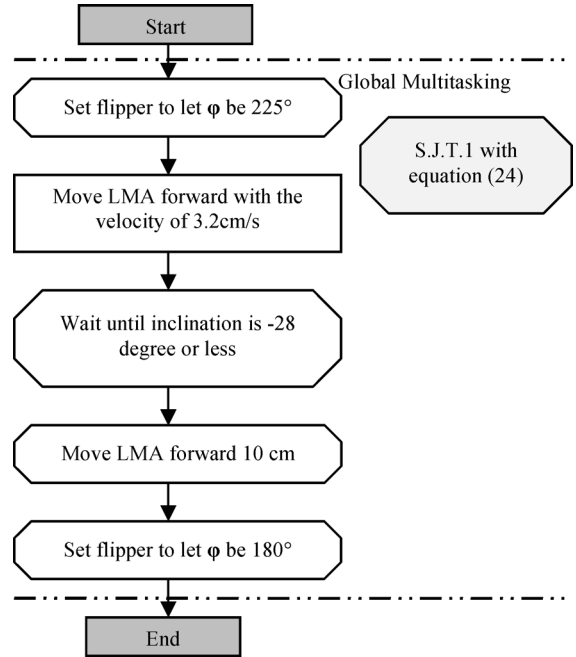 Start
Global Multitasking
Set flipper to let φ be 225°
S.J.T.1 with
equation (24)
Move LMA forward with the
velocity of 3.2cm/s
Wait until inclination is -28
degree or less
Move LMA forward 10 cm
Set flipper to let φ be 180°
End